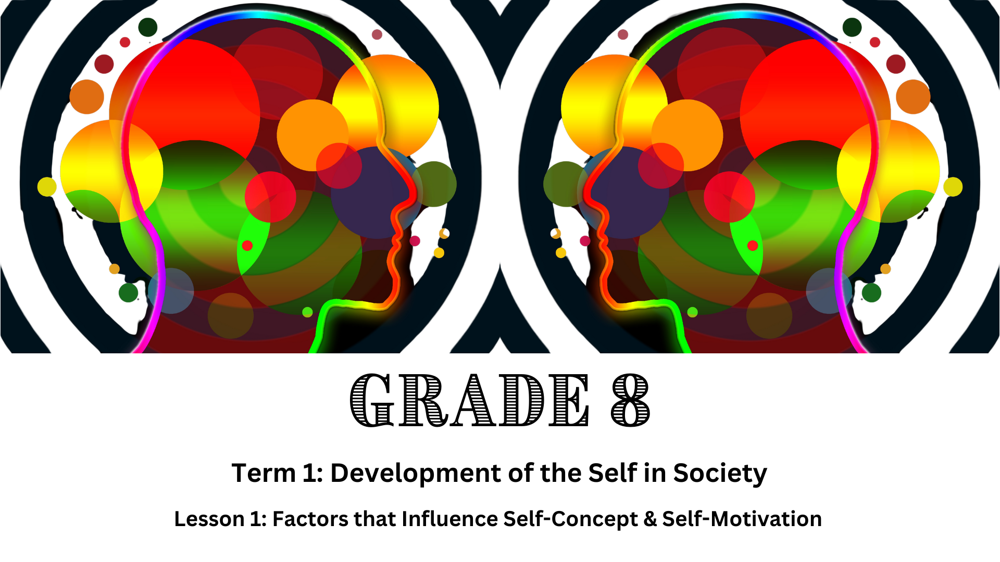 GRADE 8
Term 1: Development of the Self in Society
Lesson 1: Factors that Influence Self-Concept & Self-Motivation